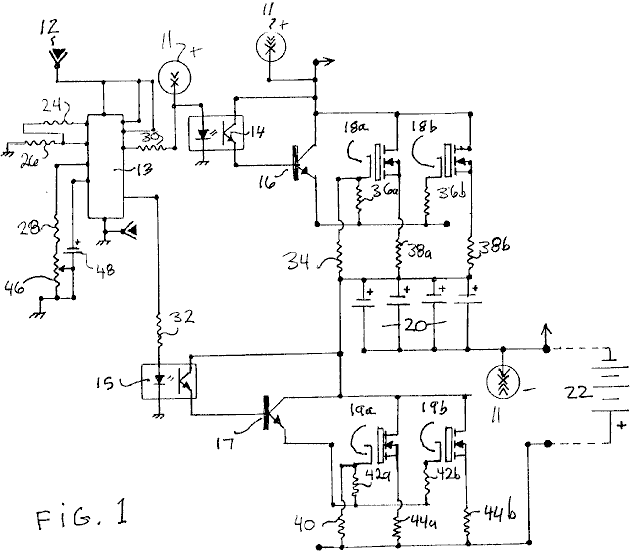 11
12
11 +
+
24
30
14
18a
18b
26
13
16
36a
36b
28
34
38a
38b
+
48
46
+ + + +
20
32
15
22
11 -
+
17
19a
19b
42a
42b
40
44a
44b
FIG. 1